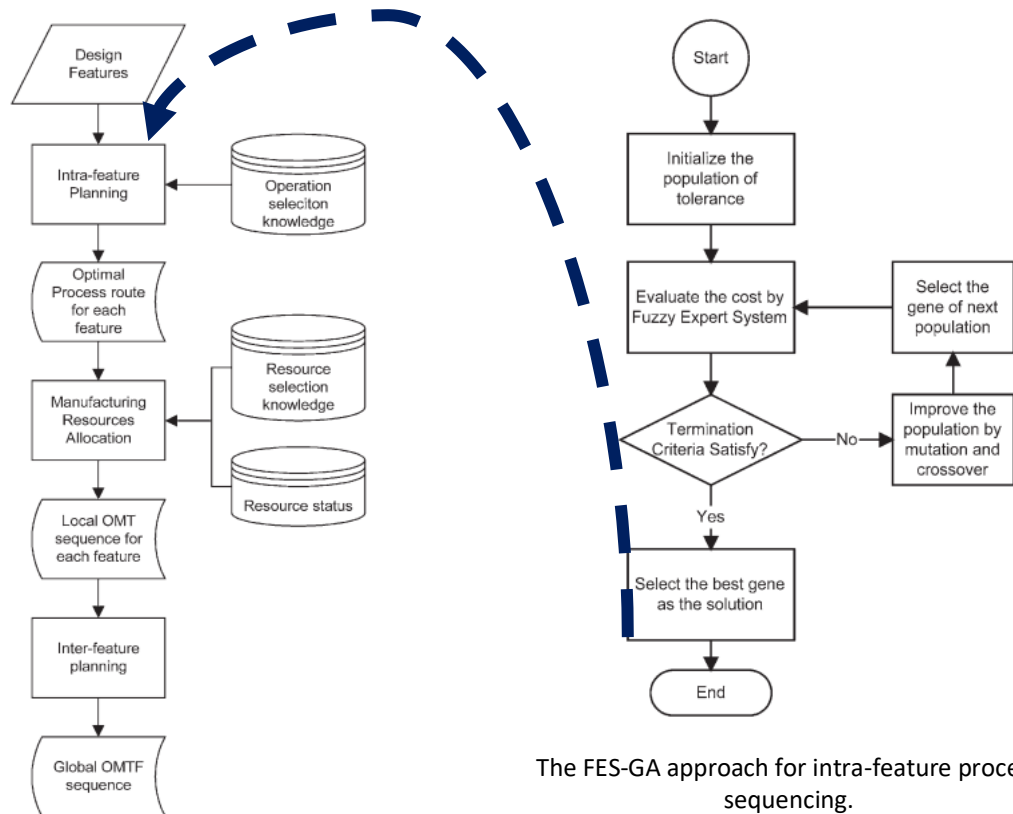 Design
Features
Intra-feature
Planning
Operation
seleciton
knowledge
Optimal
Process route
for each
feature
Resource
selection
knowledge
Manufacturing
Resources
Allocation
Resource status
Local OMT
sequence for
each feature
Inter-feature
planning
Global OMTF
sequence
Start
Initialize the
population of
tolerance
Evaluate the cost by
Fuzzy Expert System
Select the
gene of next
population
Termination
Criteria Satisfy?
No
Improve the
population by
mutation and
crossover
Yes
Select the best gene
as the solution
End
The FES-GA approach for intra-feature proce
sequencing.